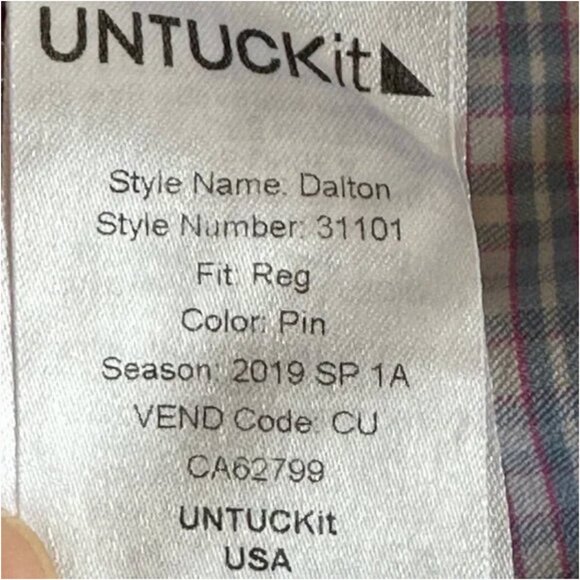 UNTUCKit
Style Name: Dalton
Style Number: 31101
Fit: Reg
Color: Pin
Season: 2019 SP 1A
VEND Code: CU
CA62799
UNTUCKit
USA